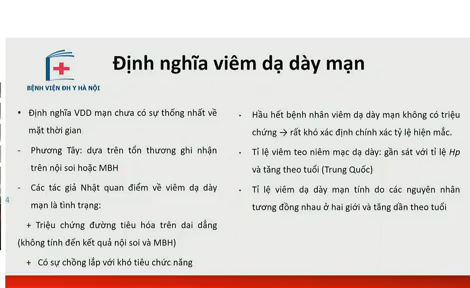 Định nghĩa viêm dạ dày mạn
BỆNH VIỆN ĐH Y HÀ NỘI
• Định nghĩa VDD mạn chưa có sự thống nhất về
mặt thời gian
- Phương Tây: dựa trên tổn thương ghi nhận
trên nội soi hoặc MBH
- Các tác giả Nhật quan điểm về viêm dạ dày
mạn là tình trạng:
+ Triệu chứng đường tiêu hóa trên dai dẳng
(không tính đến kết quả nội soi và MBH)
+ Có sự chồng lắp với khó tiêu chức năng
• Hầu hết bệnh nhân viêm dạ dày mạn không có triệu
chứng → rất khó xác định chính xác tỷ lệ hiện mắc.
• Tỉ lệ viêm teo niêm mạc dạ dày: gần sát với tỉ lệ Hp
và tăng theo tuổi (Trung Quốc)
• Tỉ lệ viêm dạ dày mạn tính do các nguyên nhân
tương đồng nhau ở hai giới và tăng dần theo tuổi
4